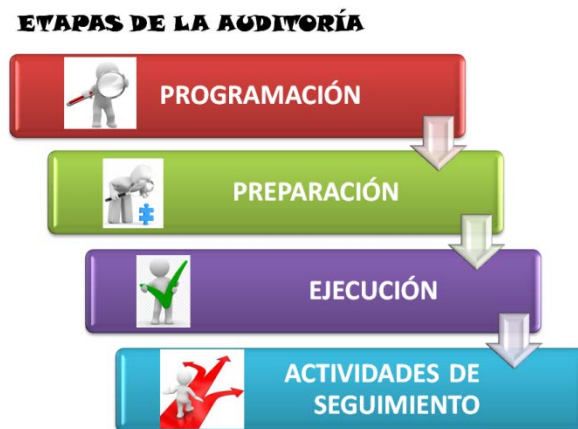 ETAPAS DE LA AUDITORÍA
PROGRAMACIÓN
PREPARACIÓN
EJECUCIÓN
ACTIVIDADES DE
SEGUIMIENTO